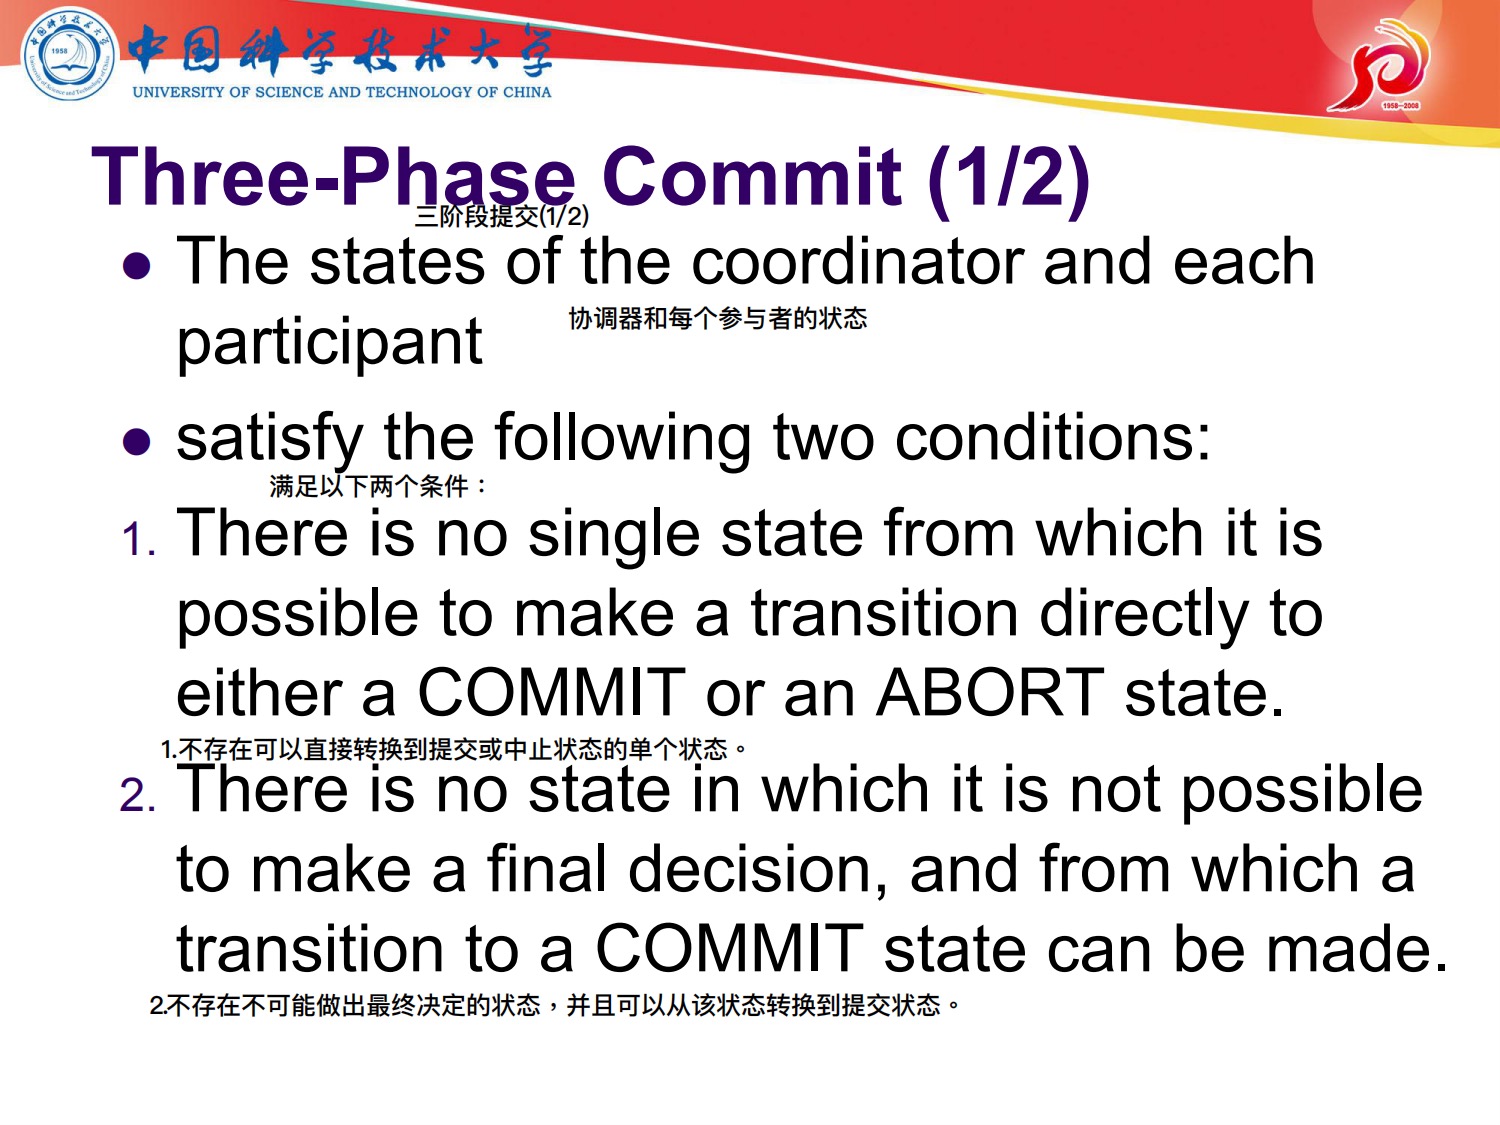 1958
中国科学技术大学
UNIVERSITY OF SCIENCE AND TECHNOLOGY OF CHINA
1958—2008
Three-Phase Commit (1/2)
三阶段提交(1/2)
The states of the coordinator and each
participant
协调器和每个参与者的状态
satisfy the following two conditions:
满足以下两个条件：
1. There is no single state from which it is
possible to make a transition directly to
either a COMMIT or an ABORT state.
1.不存在可以直接转换到提交或中止状态的单个状态。
2. There is no state in which it is not possible
to make a final decision, and from which a
transition to a COMMIT state can be made.
2.不存在不可能做出最终决定的状态，并且可以从该状态转换到提交状态。